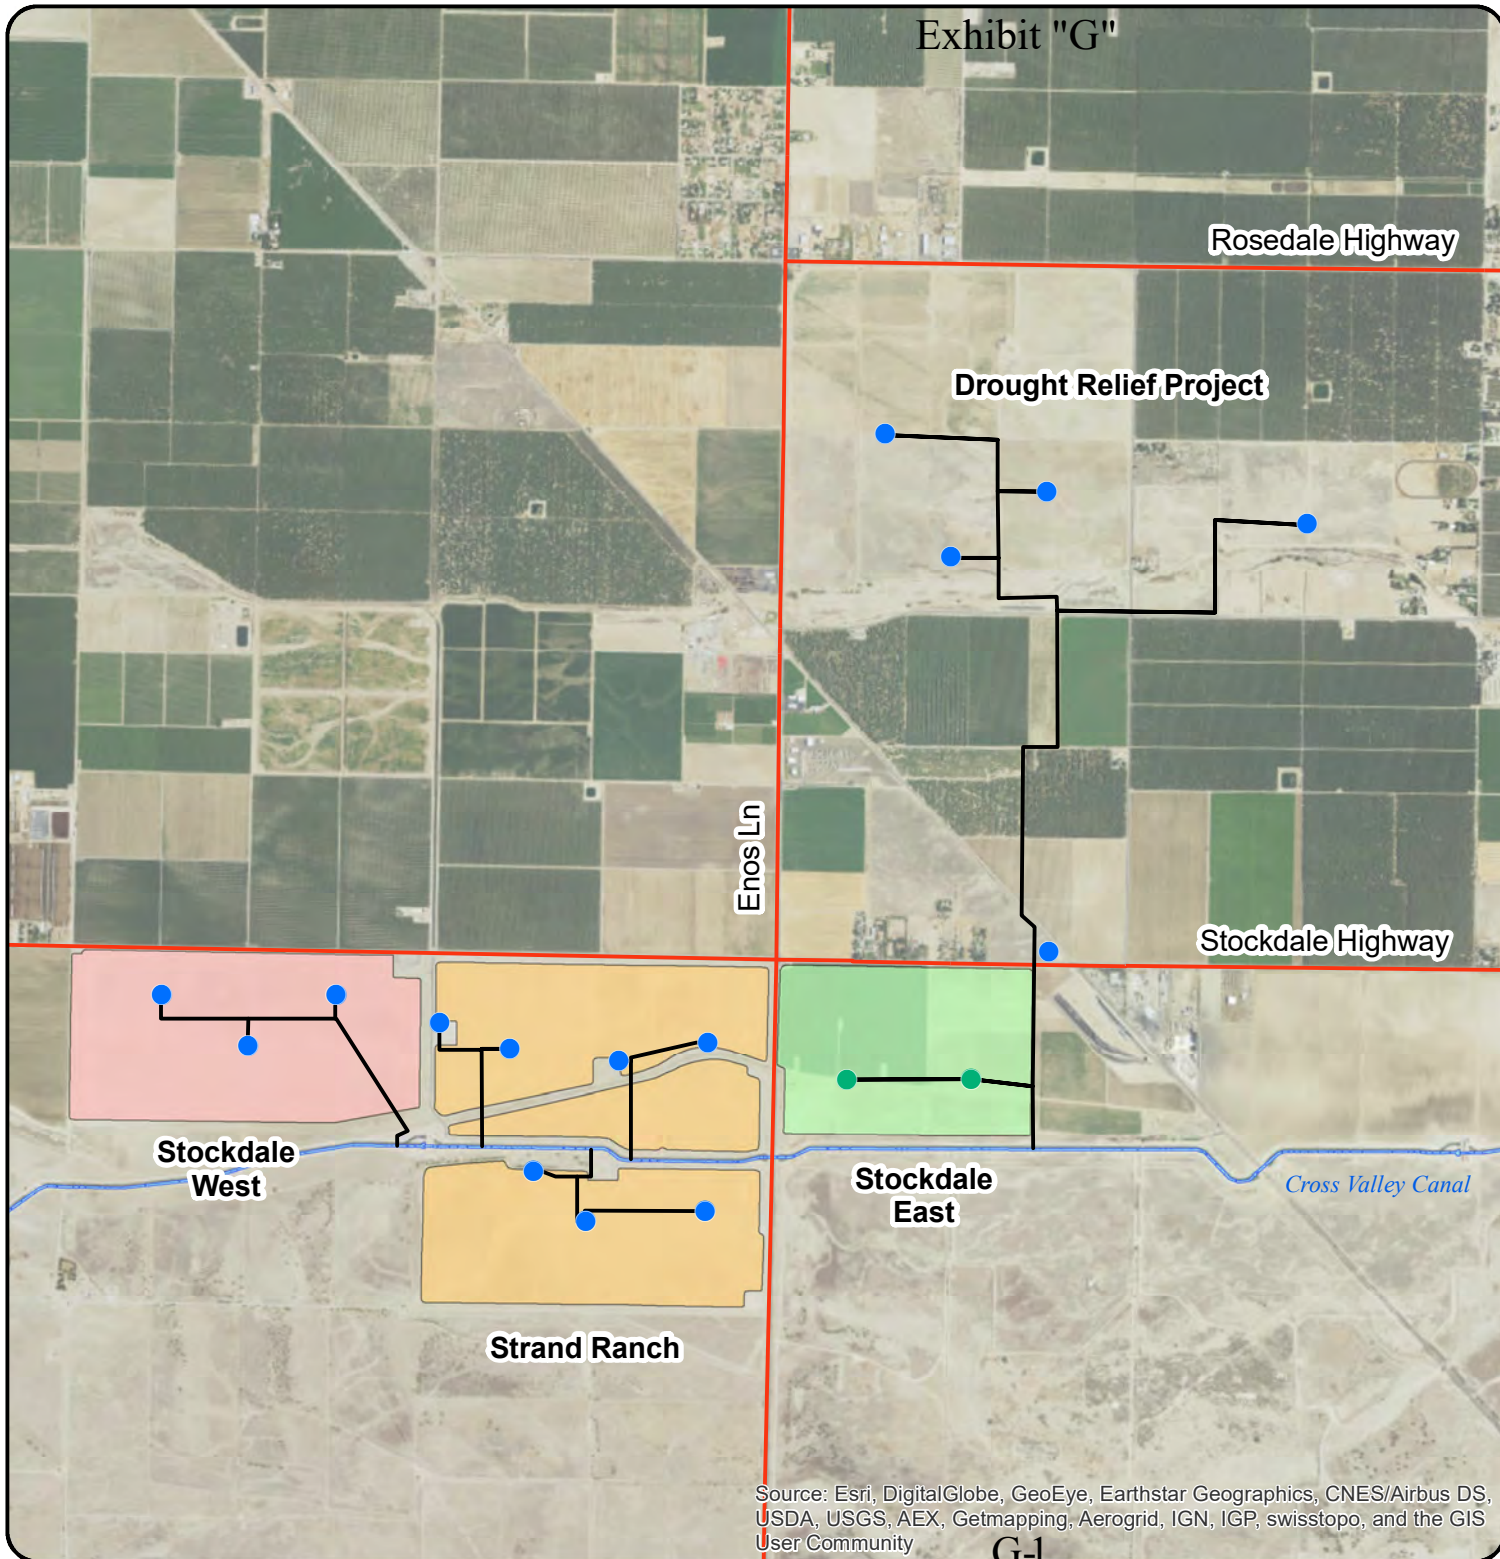 Exhibit "G"
Rosedale Highway
Drought Relief Project
Enos Ln
Stockdale Highway
Stockdale
West
Stockdale
East
Cross Valley Canal
Strand Ranch
Source: Esri, DigitalGlobe, GeoEye, Earthstar Geographics, CNES/Airbus DS,
USDA, USGS, AEX, Getmapping, Aerogrid, IGN, IGP, swisstopo, and the GIS
User Community
G-1